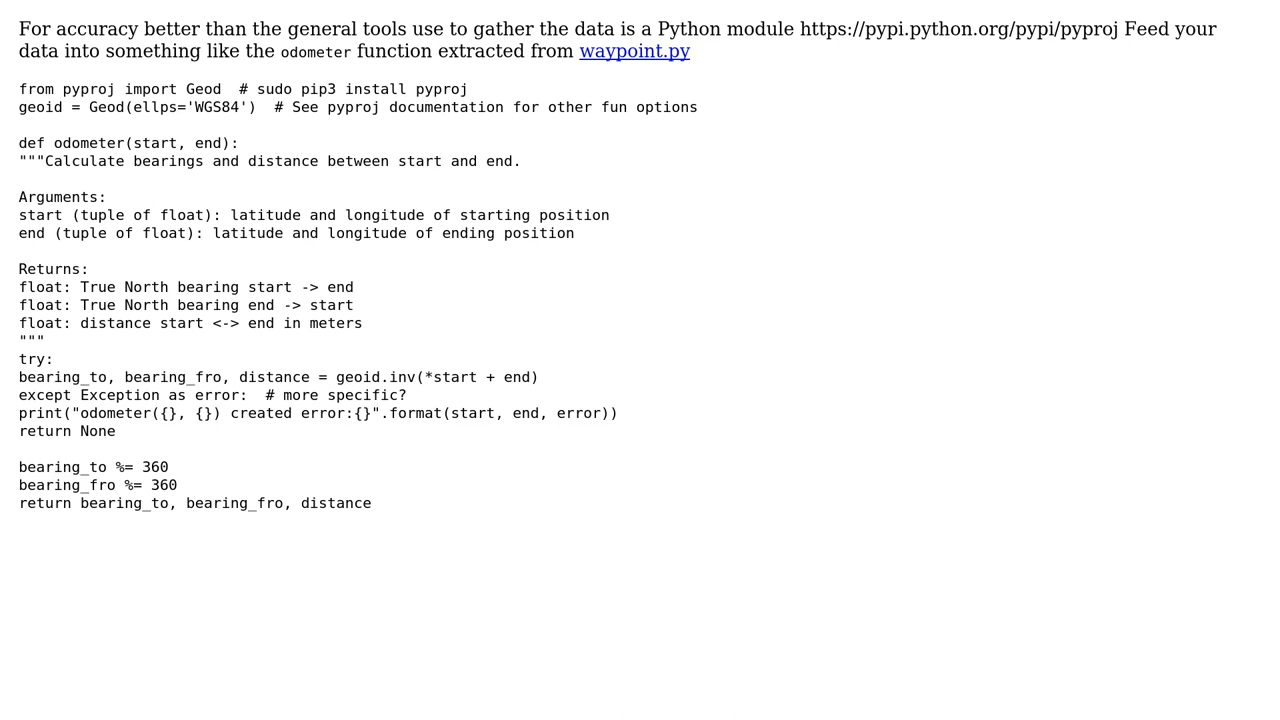 For accuracy better than the general tools use to gather the data is a Python module https://pypi.python.org/pypi/pyproj Feed your
data into something like the odometer function extracted from waypoint.py
from pyproj import Geod  # sudo pip3 install pyproj
geoid = Geod(ellps='WGS84')  # See pyproj documentation for other fun options
def odometer(start, end):
"""Calculate bearings and distance between start and end.
Arguments:
start (tuple of float): latitude and longitude of starting position
end (tuple of float): latitude and longitude of ending position
Returns:
float: True North bearing start -> end
float: True North bearing end -> start
float: distance start <-> end in meters
"""
try:
bearing_to, bearing_fro, distance = geoid.inv(*start + end)
except Exception as error:  # more specific?
print("odometer({}, {}) created error:{}".format(start, end, error))
return None
bearing_to %= 360
bearing_fro %= 360
return bearing_to, bearing_fro, distance